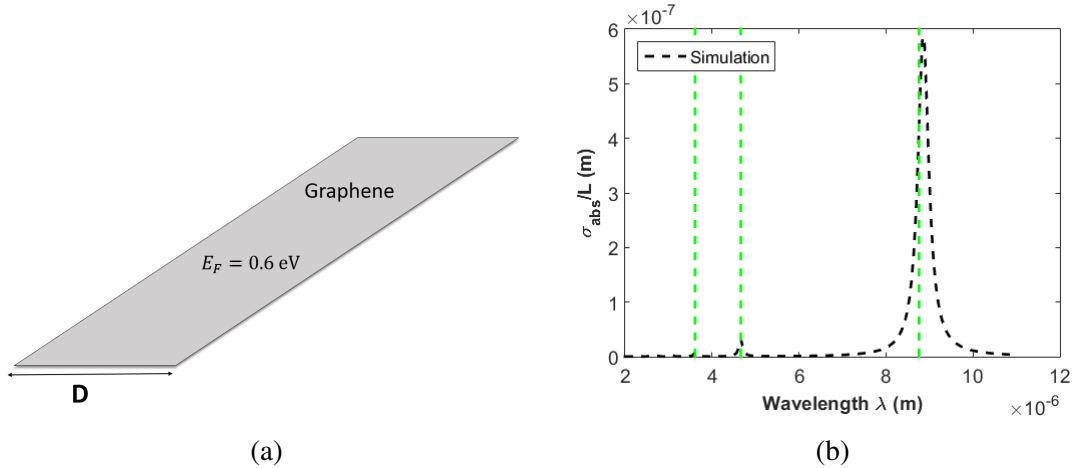 Graphene
E_F = 0.6 eV
D
(a)
×10⁻⁷
6
5
4
3
2
1
0
σ_abs/L (m)
Simulation
2 4 6 8 10 12
Wavelength λ (m)
×10⁻⁶
(b)